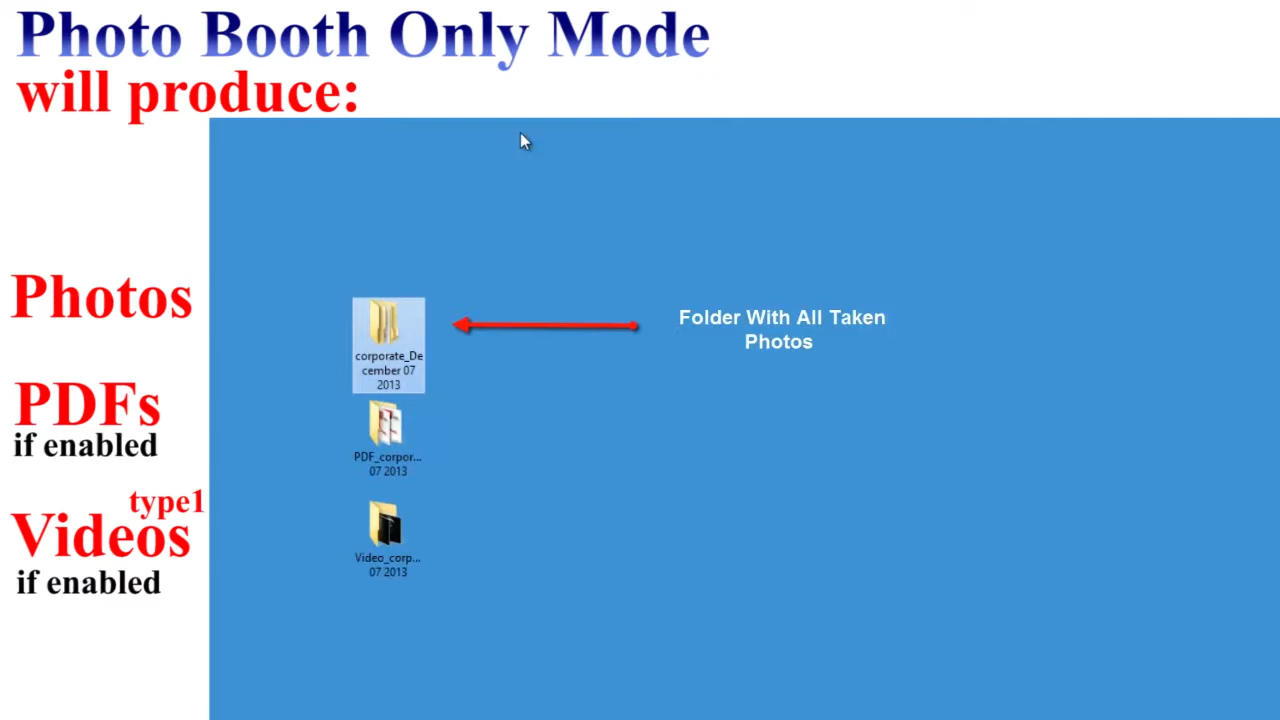 Photo Booth Only Mode
will produce:
Photos
Folder With All Taken
Photos
corporate_De
cember 07
2013
PDFs
if enabled
PDF_corpor...
07 2013
type1
Videos
if enabled
Video_corp...
07 2013